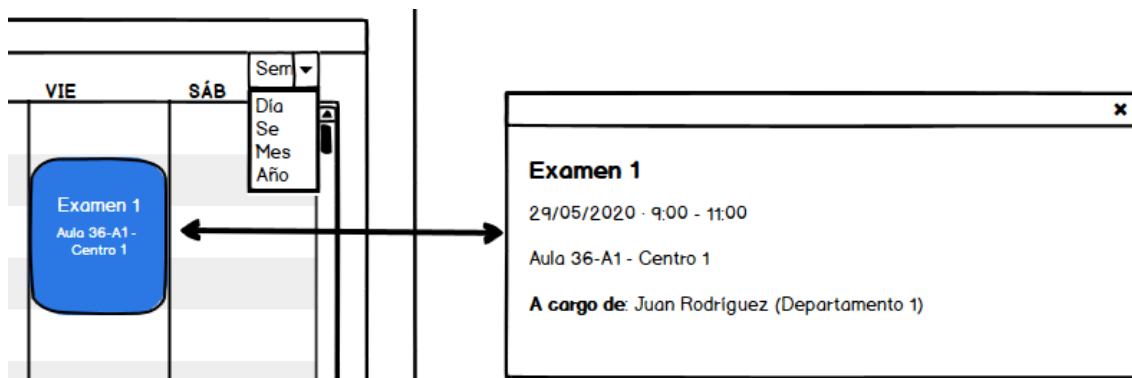 Sem
VIE
SÁB
Día
Se
Mes
Año
Examen 1
Aula 36-A1 -
Centro 1
Examen 1
29/05/2020 · 9:00 - 11:00
Aula 36-A1 - Centro 1
A cargo de: Juan Rodríguez (Departamento 1)